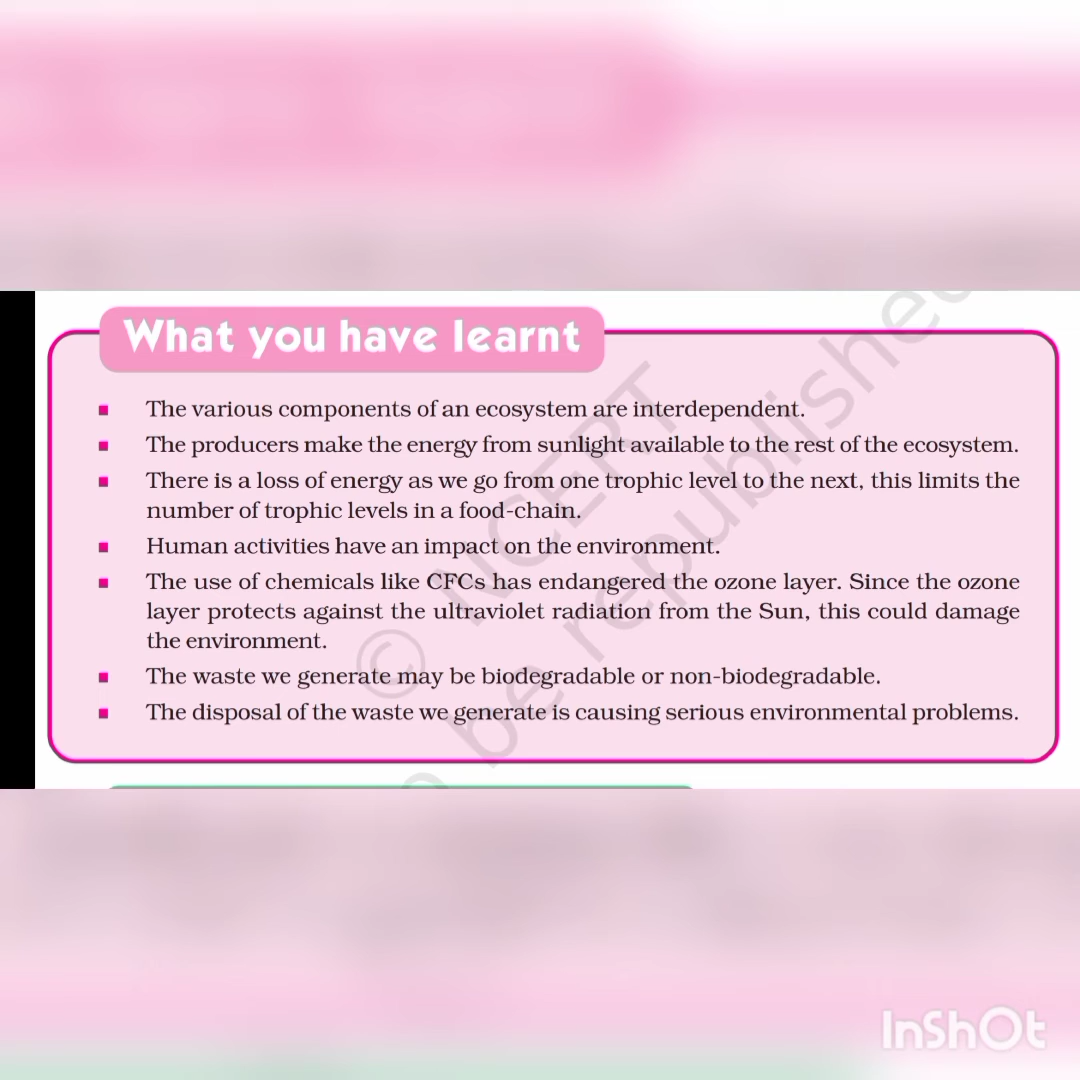 What you have learnt
▪ The various components of an ecosystem are interdependent.
▪ The producers make the energy from sunlight available to the rest of the ecosystem.
▪ There is a loss of energy as we go from one trophic level to the next, this limits the
number of trophic levels in a food-chain.
▪ Human activities have an impact on the environment.
▪ The use of chemicals like CFCs has endangered the ozone layer. Since the ozone
layer protects against the ultraviolet radiation from the Sun, this could damage
the environment.
▪ The waste we generate may be biodegradable or non-biodegradable.
▪ The disposal of the waste we generate is causing serious environmental problems.
© NCERT
be republished
InShOt